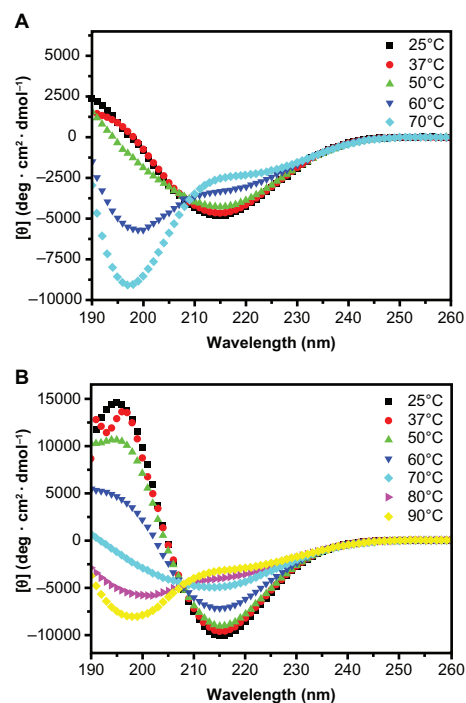 A
5000
2500
0
−2500
−5000
−7500
−10000
[θ] (deg · cm² · dmol⁻¹)
25°C
37°C
50°C
60°C
70°C
190 200 210 220 230 240 250 260
Wavelength (nm)
B
15000
10000
5000
0
−5000
−10000
[θ] (deg · cm² · dmol⁻¹)
25°C
37°C
50°C
60°C
70°C
80°C
90°C
190 200 210 220 230 240 250 260
Wavelength (nm)